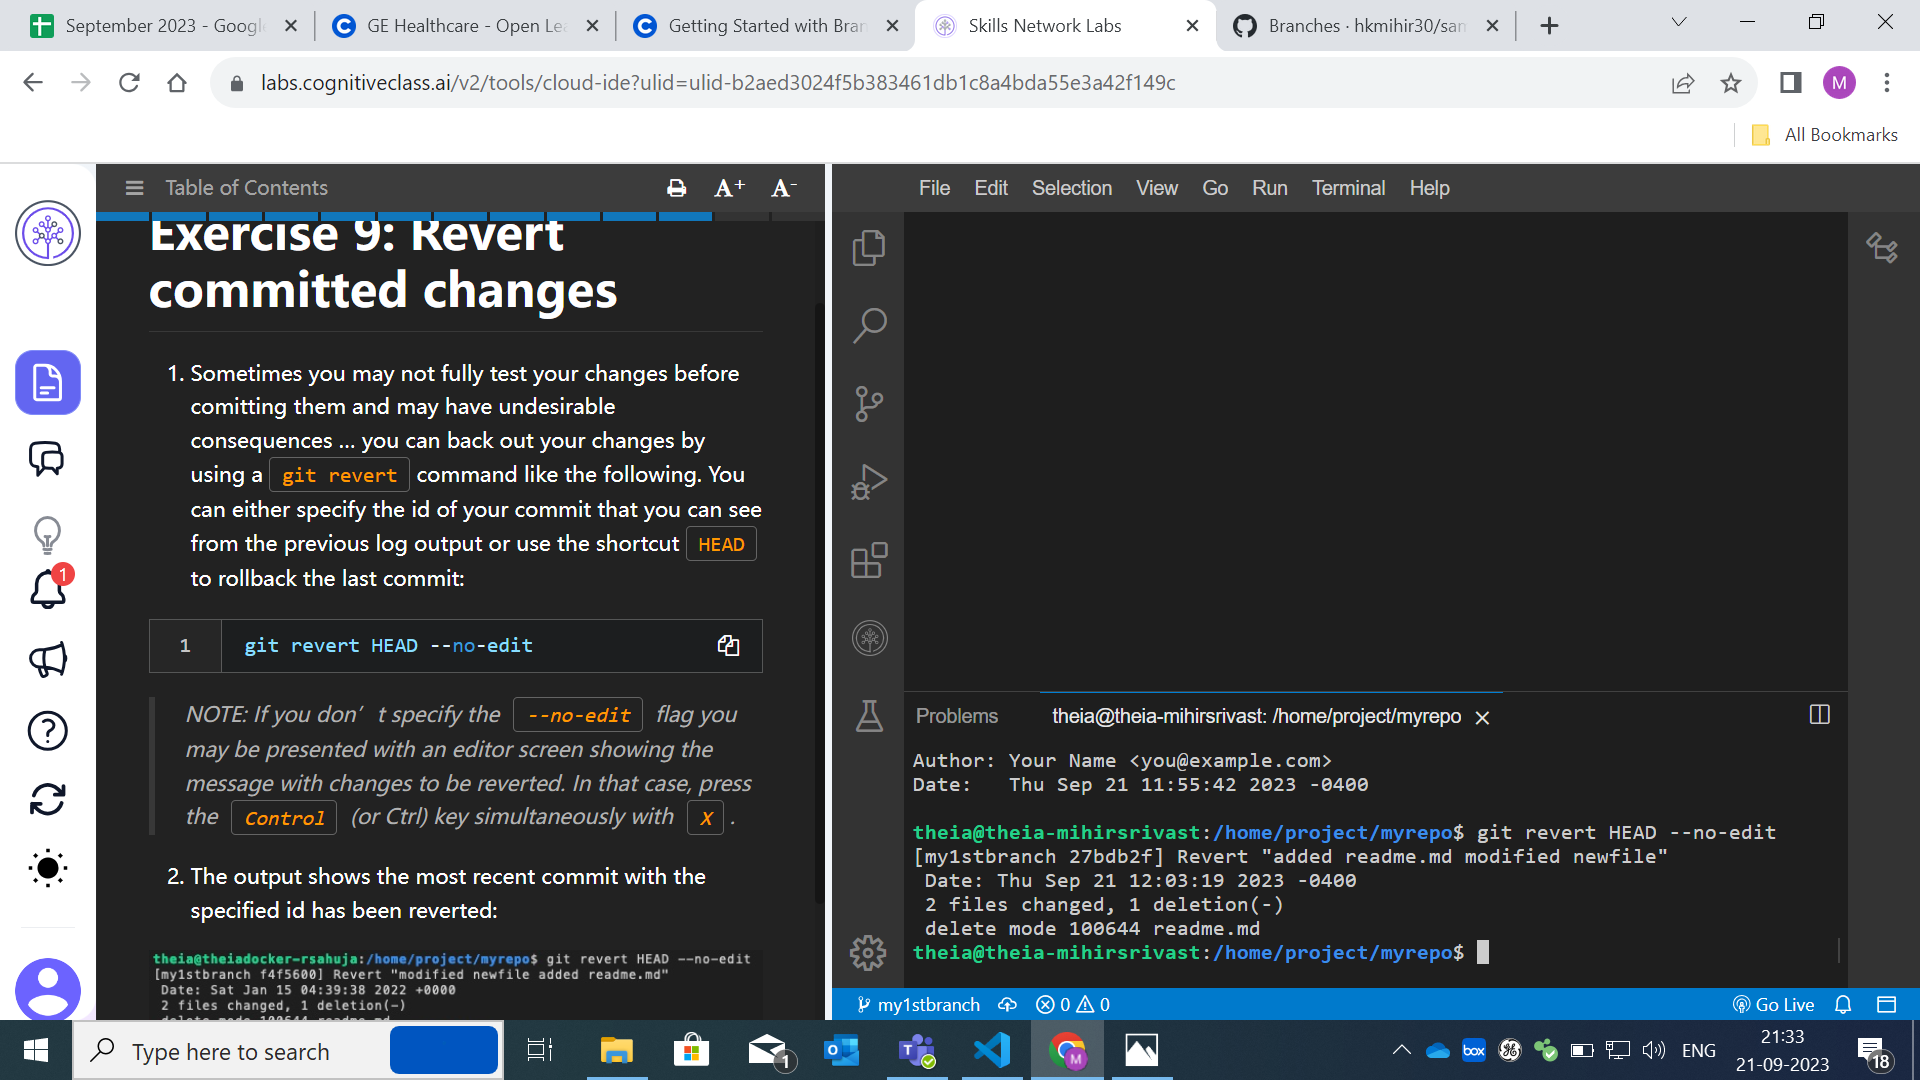 September 2023 - Google
GE Healthcare - Open Lea
Getting Started with Bran
Skills Network Labs
Branches · hkmihir30/sam
labs.cognitiveclass.ai/v2/tools/cloud-ide?ulid=ulid-b2aed3024f5b383461db1c8a4bda55e3a42f149c
M
All Bookmarks
Table of Contents
A+ A-
Exercise 9: Revert
committed changes
1. Sometimes you may not fully test your changes before
comitting them and may have undesirable
consequences ... you can back out your changes by
using a git revert command like the following. You
can either specify the id of your commit that you can see
from the previous log output or use the shortcut HEAD
to rollback the last commit:
1 git revert HEAD --no-edit
NOTE: If you don’t specify the --no-edit flag you
may be presented with an editor screen showing the
message with changes to be reverted. In that case, press
the Control (or Ctrl) key simultaneously with X .
2. The output shows the most recent commit with the
specified id has been reverted:
theia@theiadocker-rsahuja:/home/project/myrepo$ git revert HEAD --no-edit
[my1stbranch f4f5600] Revert "modified newfile added readme.md"
Date: Sat Jan 15 04:39:38 2022 +0000
2 files changed, 1 deletion(-)
delete mode 100644 readme.md
1
File Edit Selection View Go Run Terminal Help
Problems
theia@theia-mihirsrivast: /home/project/myrepo
Author: Your Name <you@example.com>
Date:   Thu Sep 21 11:55:42 2023 -0400
theia@theia-mihirsrivast:/home/project/myrepo$ git revert HEAD --no-edit
[my1stbranch 27bdb2f] Revert "added readme.md modified newfile"
Date: Thu Sep 21 12:03:19 2023 -0400
2 files changed, 1 deletion(-)
delete mode 100644 readme.md
theia@theia-mihirsrivast:/home/project/myrepo$
my1stbranch
0
0
Go Live
Type here to search
1
M
box
ENG
21:33
21-09-2023
18